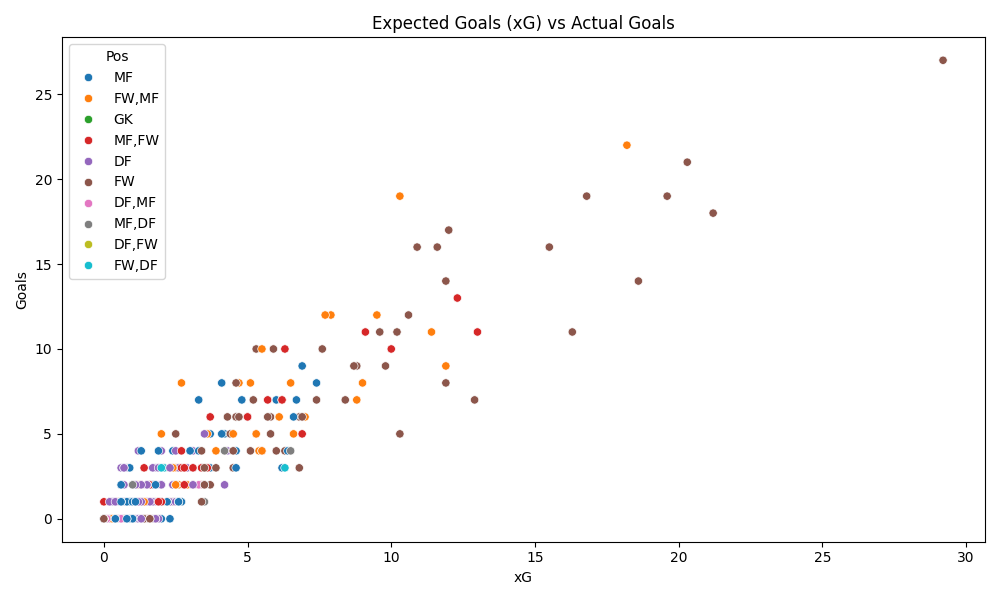 Expected Goals (xG) vs Actual Goals
Pos
MF
FW,MF
GK
MF,FW
DF
FW
DF,MF
MF,DF
DF,FW
FW,DF
Goals
25
20
15
10
5
0
0 5 10 15 20 25 30
xG